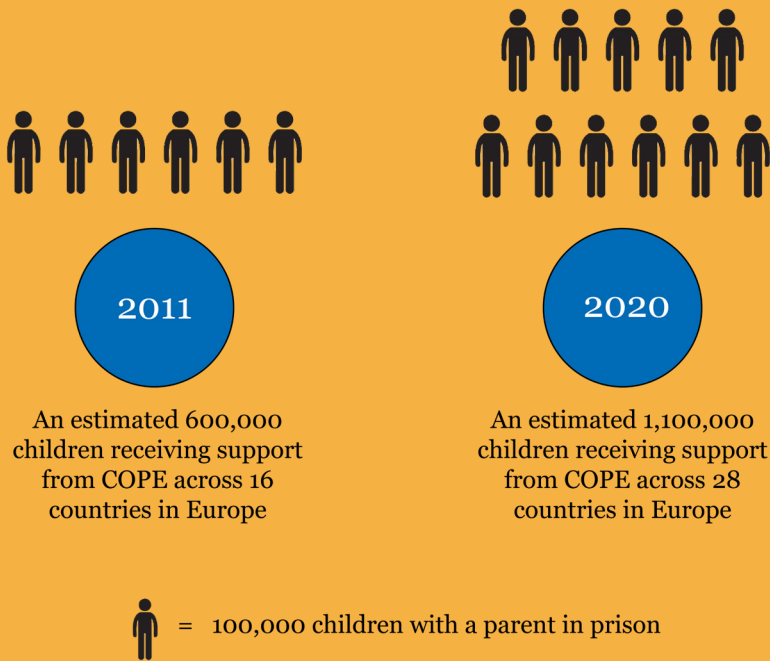 2011
An estimated 600,000
children receiving support
from COPE across 16
countries in Europe
2020
An estimated 1,100,000
children receiving support
from COPE across 28
countries in Europe
= 100,000 children with a parent in prison